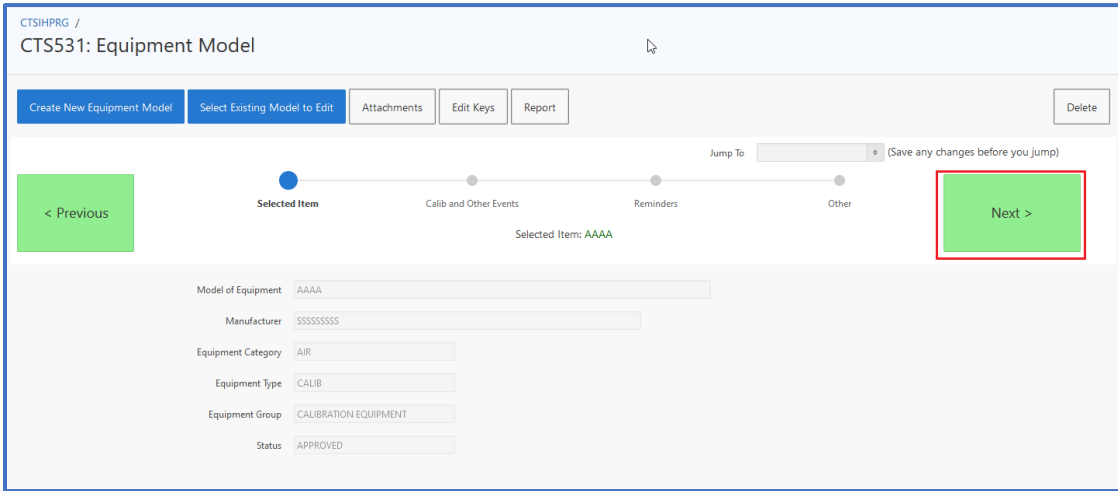 CTSIHPRG /
CTS531: Equipment Model
Create New Equipment Model Select Existing Model to Edit Attachments Edit Keys Report Delete
Jump To (Save any changes before you jump)
< Previous Selected Item Calib and Other Events Reminders Other Next >
Selected Item: AAAA
Model of Equipment AAAA
Manufacturer SSSSSSSSS
Equipment Category AIR
Equipment Type CALIB
Equipment Group CALIBRATION EQUIPMENT
Status APPROVED